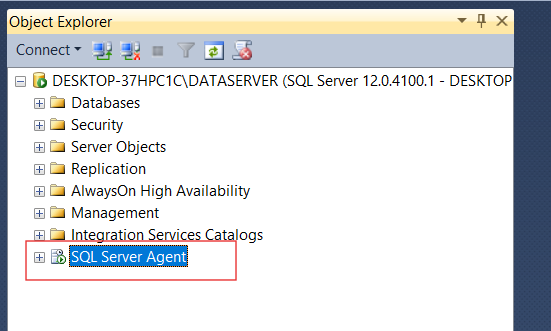 Object Explorer
Connect
DESKTOP-37HPC1C\DATASERVER (SQL Server 12.0.4100.1 - DESKTOP
Databases
Security
Server Objects
Replication
AlwaysOn High Availability
Management
Integration Services Catalogs
SQL Server Agent